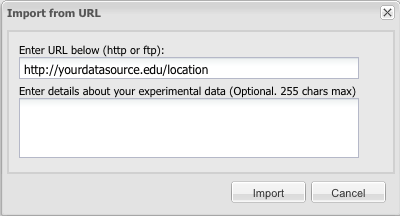 Import from URL
Enter URL below (http or ftp):
http://yourdatasource.edu/location
Enter details about your experimental data (Optional. 255 chars max)
Import
Cancel